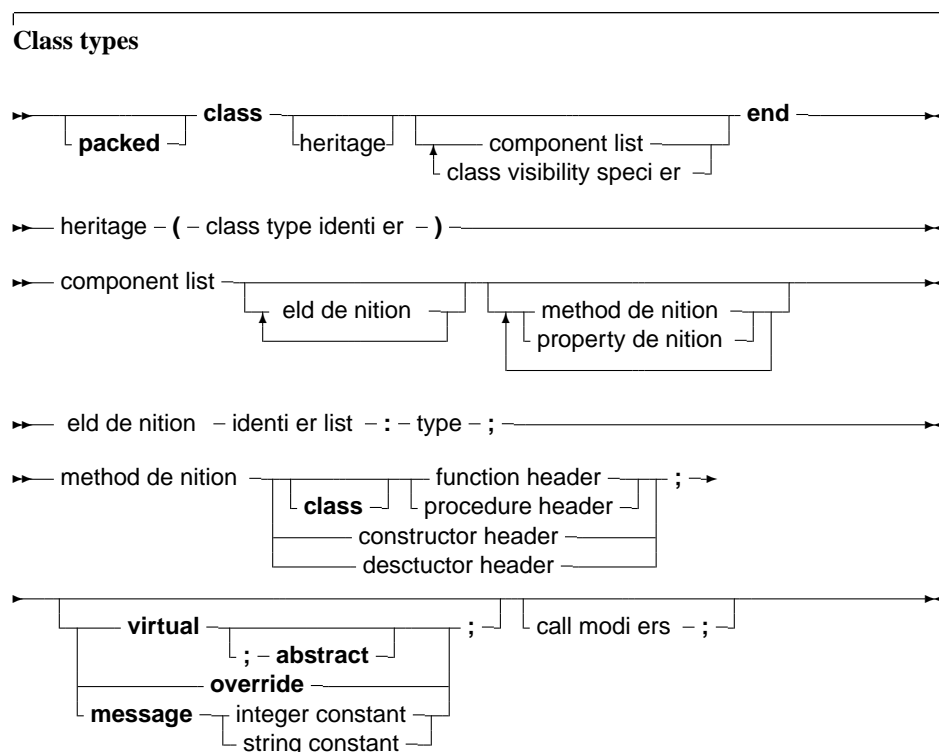 Class types
class heritage component list end
packed class visibility speci er
heritage ( class type identi er )
component list eld de nition method de nition
property de nition
eld de nition identi er list : type ;
method de nition function header ;
class procedure header
constructor header
desctuctor header
virtual ; call modi ers ;
; abstract
override
message integer constant
string constant